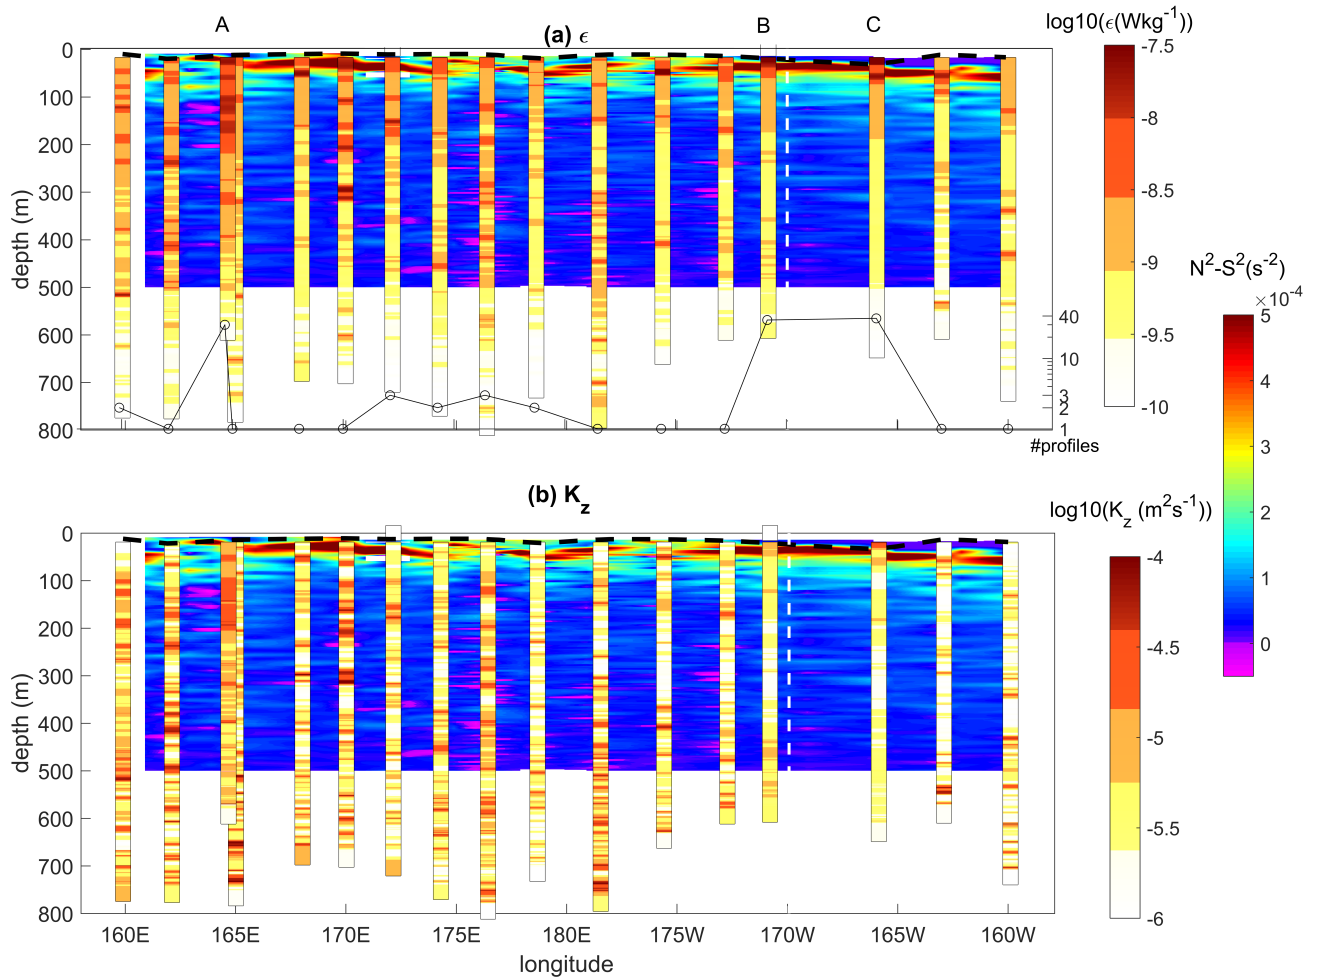 A
B
C
(a) ϵ
log10(ϵ(Wkg⁻¹))
0
100
200
300
400
500
600
700
800
depth (m)
40
10
3
2
1
#profiles
-7.5
-8
-8.5
-9
-9.5
-10
N²-S²(s⁻²)
×10⁻⁴
5
4
3
2
1
0
(b) K_z
log10(K_z (m²s⁻¹))
0
100
200
300
400
500
600
700
800
depth (m)
160E
165E
170E
175E
180E
175W
170W
165W
160W
longitude
-4
-4.5
-5
-5.5
-6